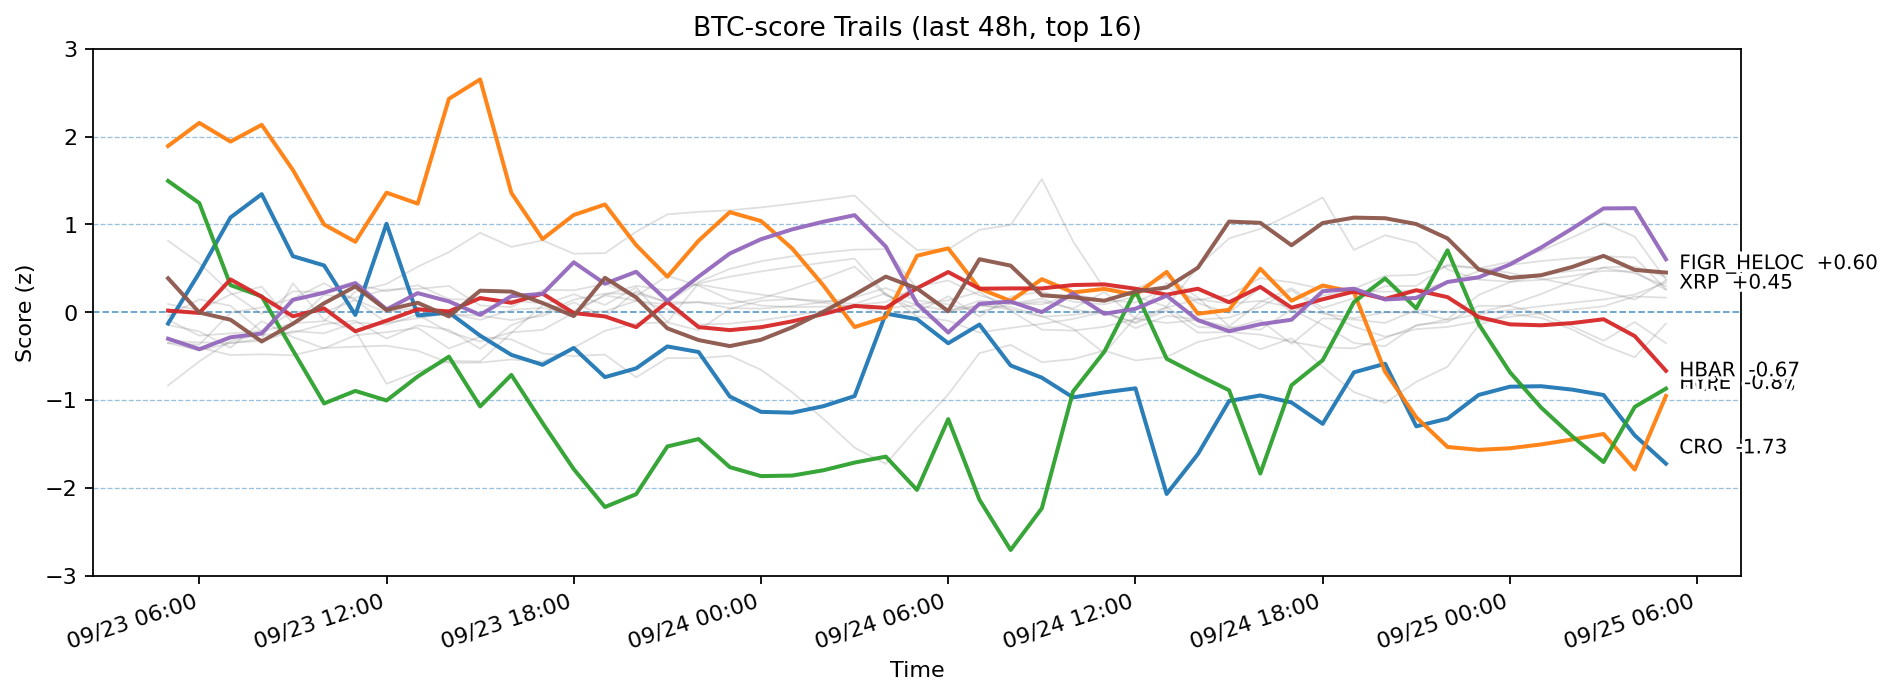 BTC-score Trails (last 48h, top 16)
Score (z)
3
2
1
0
−1
−2
−3
FIGR_HELOC +0.60
XRP +0.45
HBAR -0.67
HYPE -0.87
CRO -1.73
09/23 06:00
09/23 12:00
09/23 18:00
09/24 00:00
09/24 06:00
09/24 12:00
09/24 18:00
09/25 00:00
09/25 06:00
Time